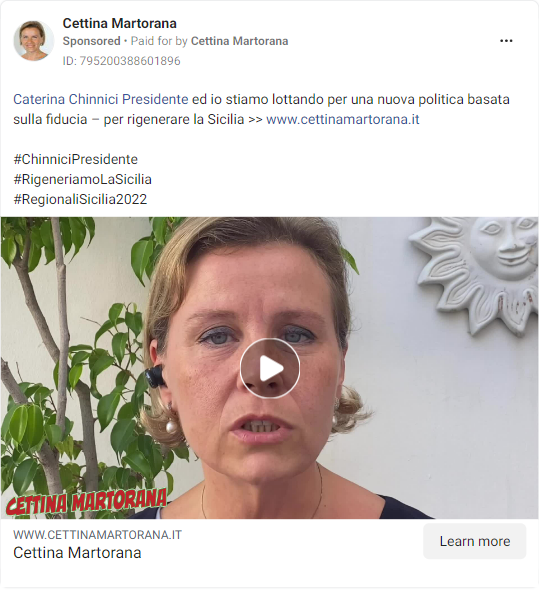 Cettina Martorana
Sponsored • Paid for by Cettina Martorana
ID: 795200388601896
Caterina Chinnici Presidente ed io stiamo lottando per una nuova politica basata
sulla fiducia – per rigenerare la Sicilia >> www.cettinamartorana.it
#ChinniciPresidente
#RigeneriamoLaSicilia
#RegionaliSicilia2022
CETTINA MARTORANA
WWW.CETTINAMARTORANA.IT
Cettina Martorana
Learn more